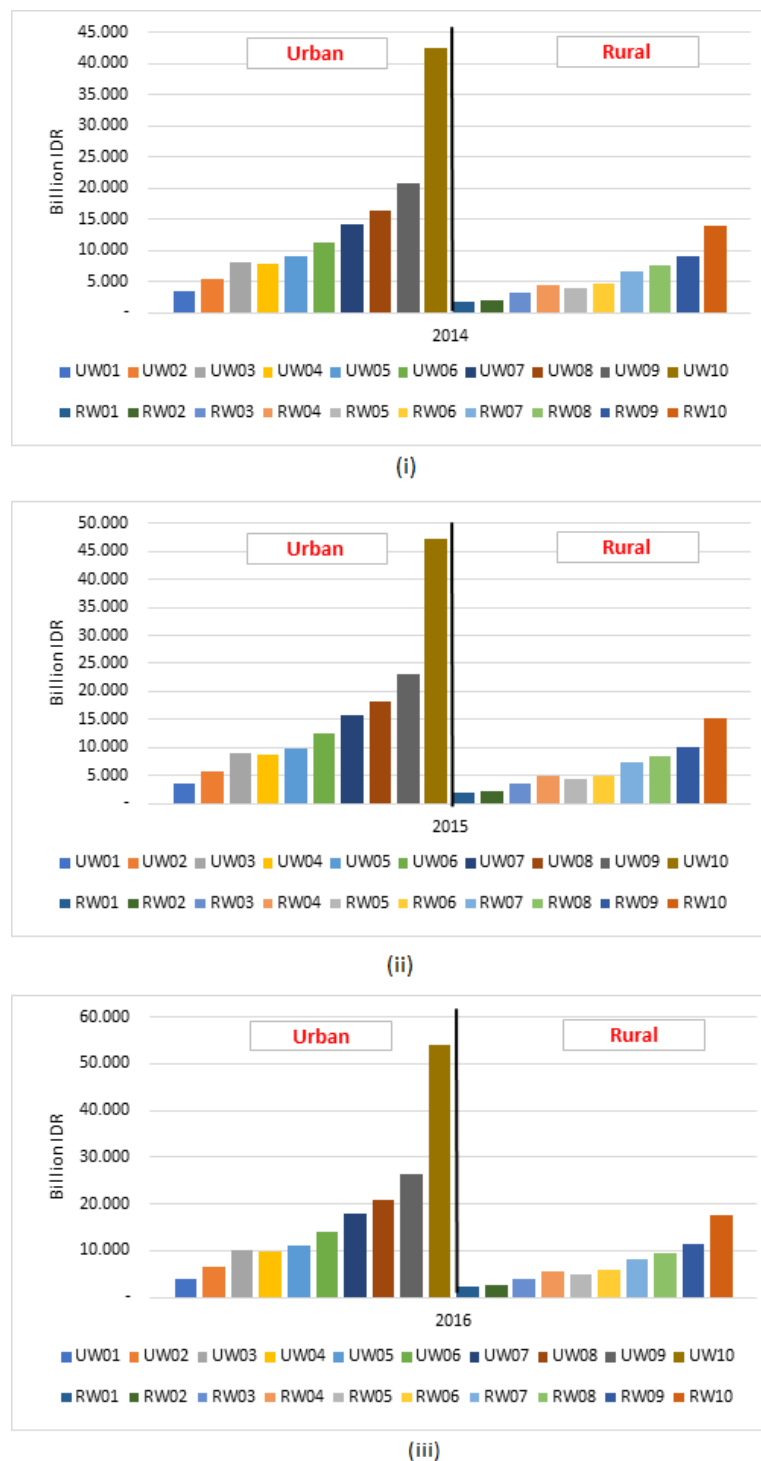 45.000
Urban
Rural
40.000
35.000
30.000
25.000
20.000
15.000
10.000
5.000
-
Billion IDR
2014
UW01 UW02 UW03 UW04 UW05 UW06 UW07 UW08 UW09 UW10
RW01 RW02 RW03 RW04 RW05 RW06 RW07 RW08 RW09 RW10
(i)
50.000
Urban
Rural
45.000
40.000
35.000
30.000
25.000
20.000
15.000
10.000
5.000
-
Billion IDR
2015
UW01 UW02 UW03 UW04 UW05 UW06 UW07 UW08 UW09 UW10
RW01 RW02 RW03 RW04 RW05 RW06 RW07 RW08 RW09 RW10
(ii)
60.000
Urban
Rural
50.000
40.000
30.000
20.000
10.000
-
Billion IDR
2016
UW01 UW02 UW03 UW04 UW05 UW06 UW07 UW08 UW09 UW10
RW01 RW02 RW03 RW04 RW05 RW06 RW07 RW08 RW09 RW10
(iii)